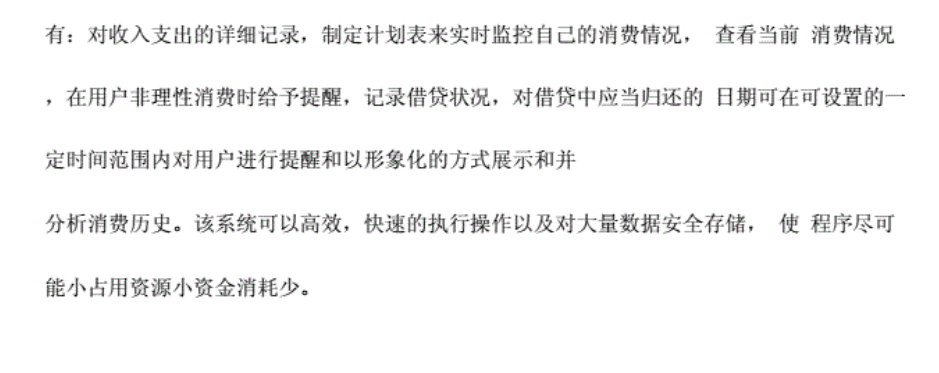 有：对收入支出的详细记录，制定计划表来实时监控自己的消费情况， 查看当前 消费情况
，在用户非理性消费时给予提醒，记录借贷状况，对借贷中应当归还的 日期可在可设置的一
定时间范围内对用户进行提醒和以形象化的方式展示和并
分析消费历史。该系统可以高效，快速的执行操作以及对大量数据安全存储， 使 程序尽可
能小占用资源小资金消耗少。